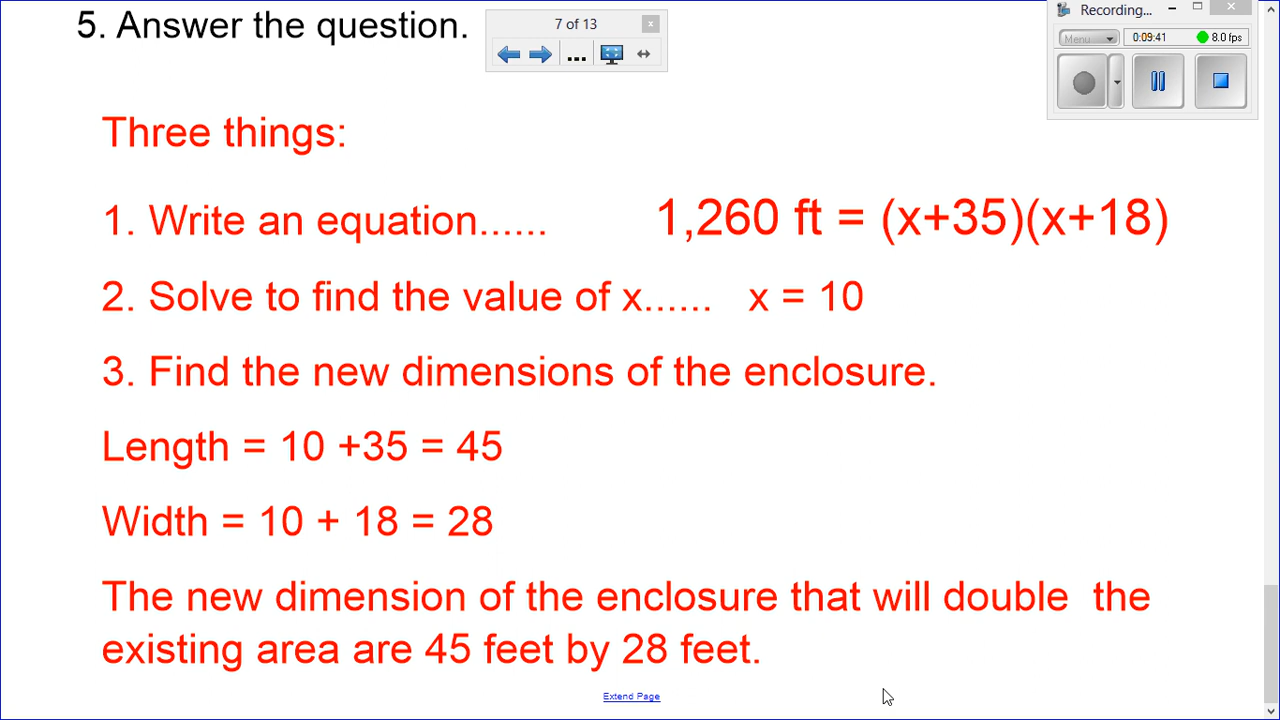 5. Answer the question.
7 of 13
x
...
Recording...
Menu
0:09:41
8.0 fps
Three things:
1. Write an equation...... 1,260 ft = (x+35)(x+18)
2. Solve to find the value of x...... x = 10
3. Find the new dimensions of the enclosure.
Length = 10 +35 = 45
Width = 10 + 18 = 28
The new dimension of the enclosure that will double the
existing area are 45 feet by 28 feet.
Extend Page